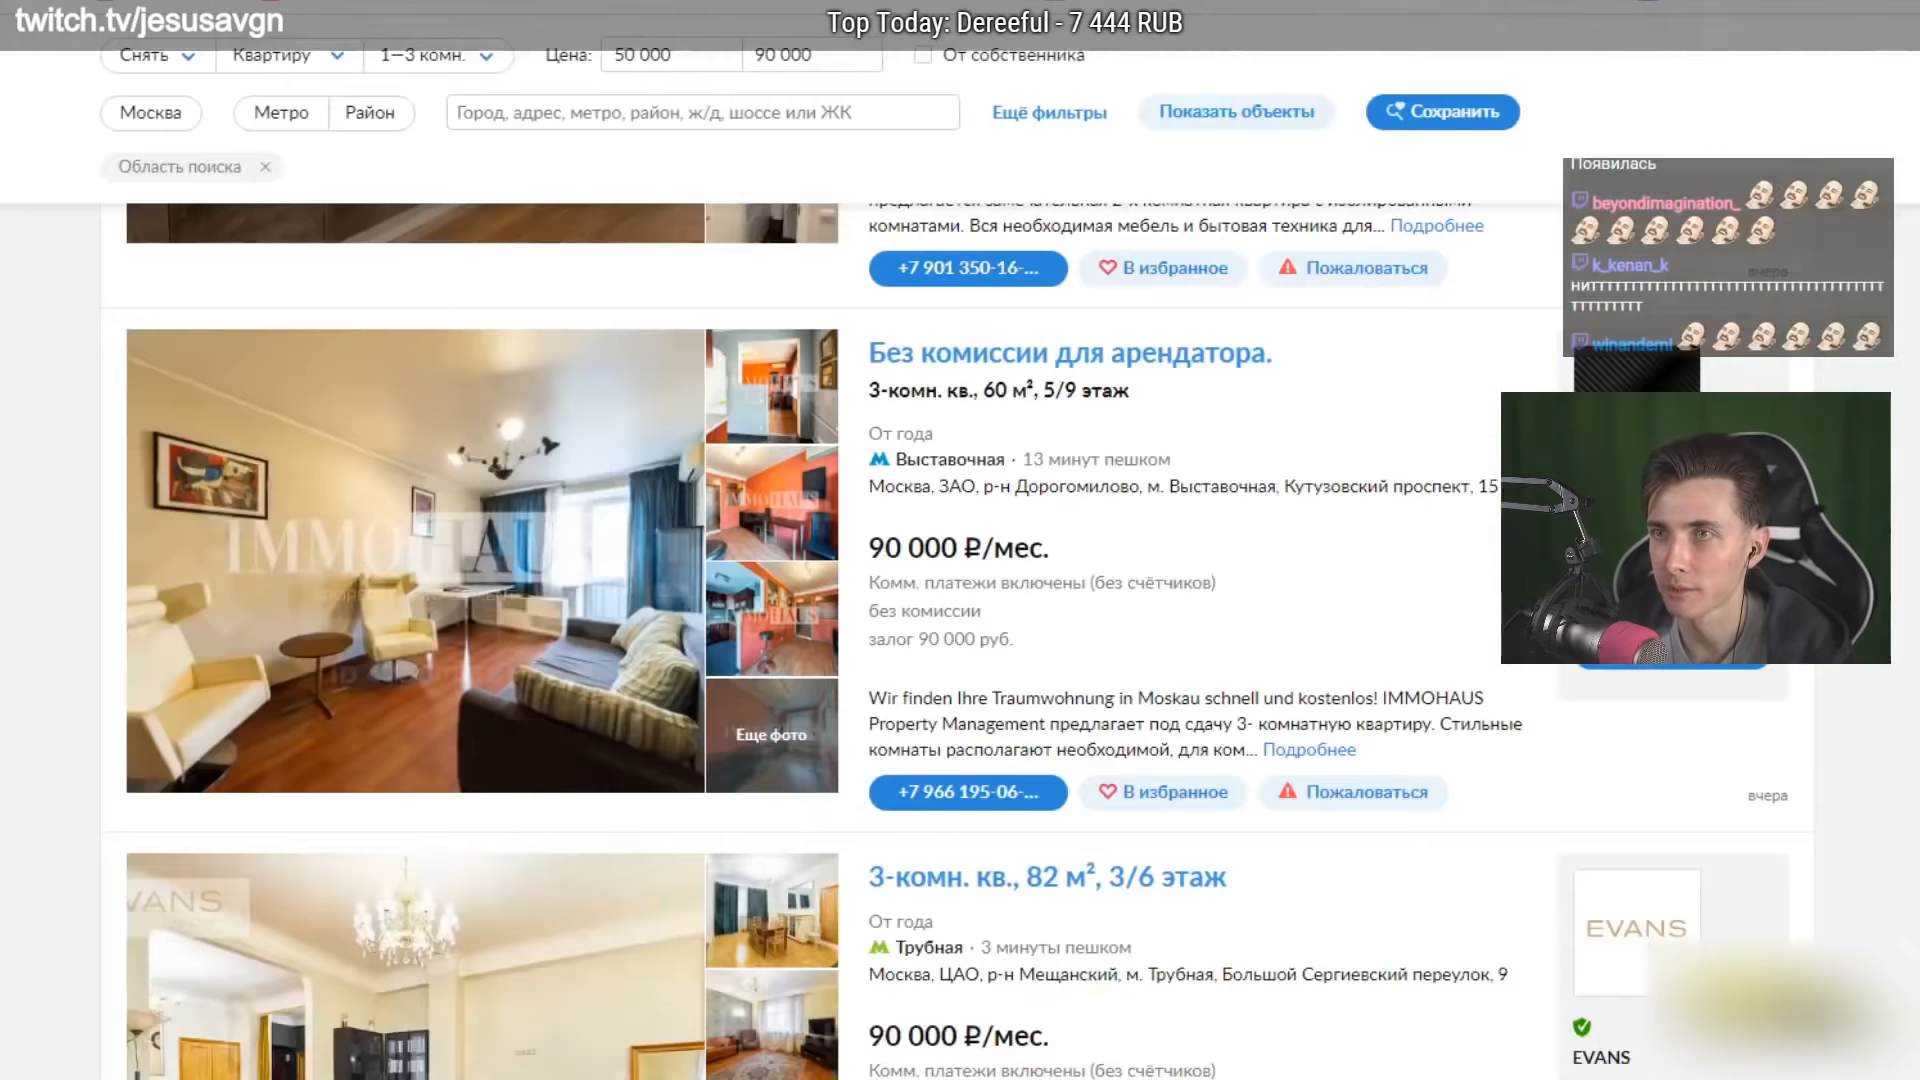 twitch.tv/jesusavgn
Top Today: Dereeful - 7 444 RUB
Снять
Квартиру
1—3 комн.
Цена:
50 000
90 000
От собственника
Москва
Метро
Район
Город, адрес, метро, район, ж/д, шоссе или ЖК
Ещё фильтры
Показать объекты
Сохранить
Область поиска ×
Появилась
beyondimagination_
k_kenan_k
вчера
winandemi
комнатами. Вся необходимая мебель и бытовая техника для... Подробнее
+7 901 350-16-...
В избранное
Пожаловаться
Без комиссии для арендатора.
3-комн. кв., 60 м², 5/9 этаж
От года
Выставочная · 13 минут пешком
Москва, ЗАО, р-н Дорогомилово, м. Выставочная, Кутузовский проспект, 15
90 000 ₽/мес.
Комм. платежи включены (без счётчиков)
без комиссии
залог 90 000 руб.
Wir finden Ihre Traumwohnung in Moskau schnell und kostenlos! IMMOHAUS
Property Management предлагает под сдачу 3- комнатную квартиру. Стильные
комнаты располагают необходимой, для ком... Подробнее
+7 966 195-06-...
В избранное
Пожаловаться
вчера
IMMOHAU
IMMOHAUS
IMMOHAUS
IMMOHAUS
Еще фото
3-комн. кв., 82 м², 3/6 этаж
От года
Трубная · 3 минуты пешком
Москва, ЦАО, р-н Мещанский, м. Трубная, Большой Сергиевский переулок, 9
90 000 ₽/мес.
Комм. платежи включены (без счётчиков)
VANS
EVANS
EVANS